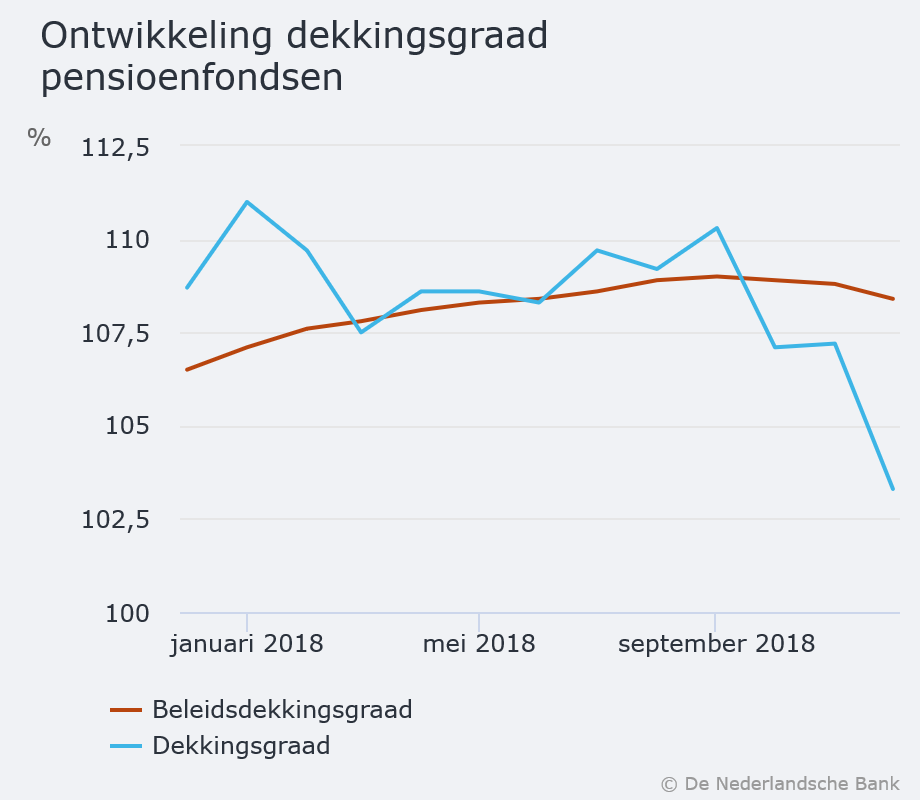 Ontwikkeling dekkingsgraad
pensioenfondsen
%
112,5
110
107,5
105
102,5
100
januari 2018
mei 2018
september 2018
Beleidsdekkingsgraad
Dekkingsgraad
© De Nederlandsche Bank